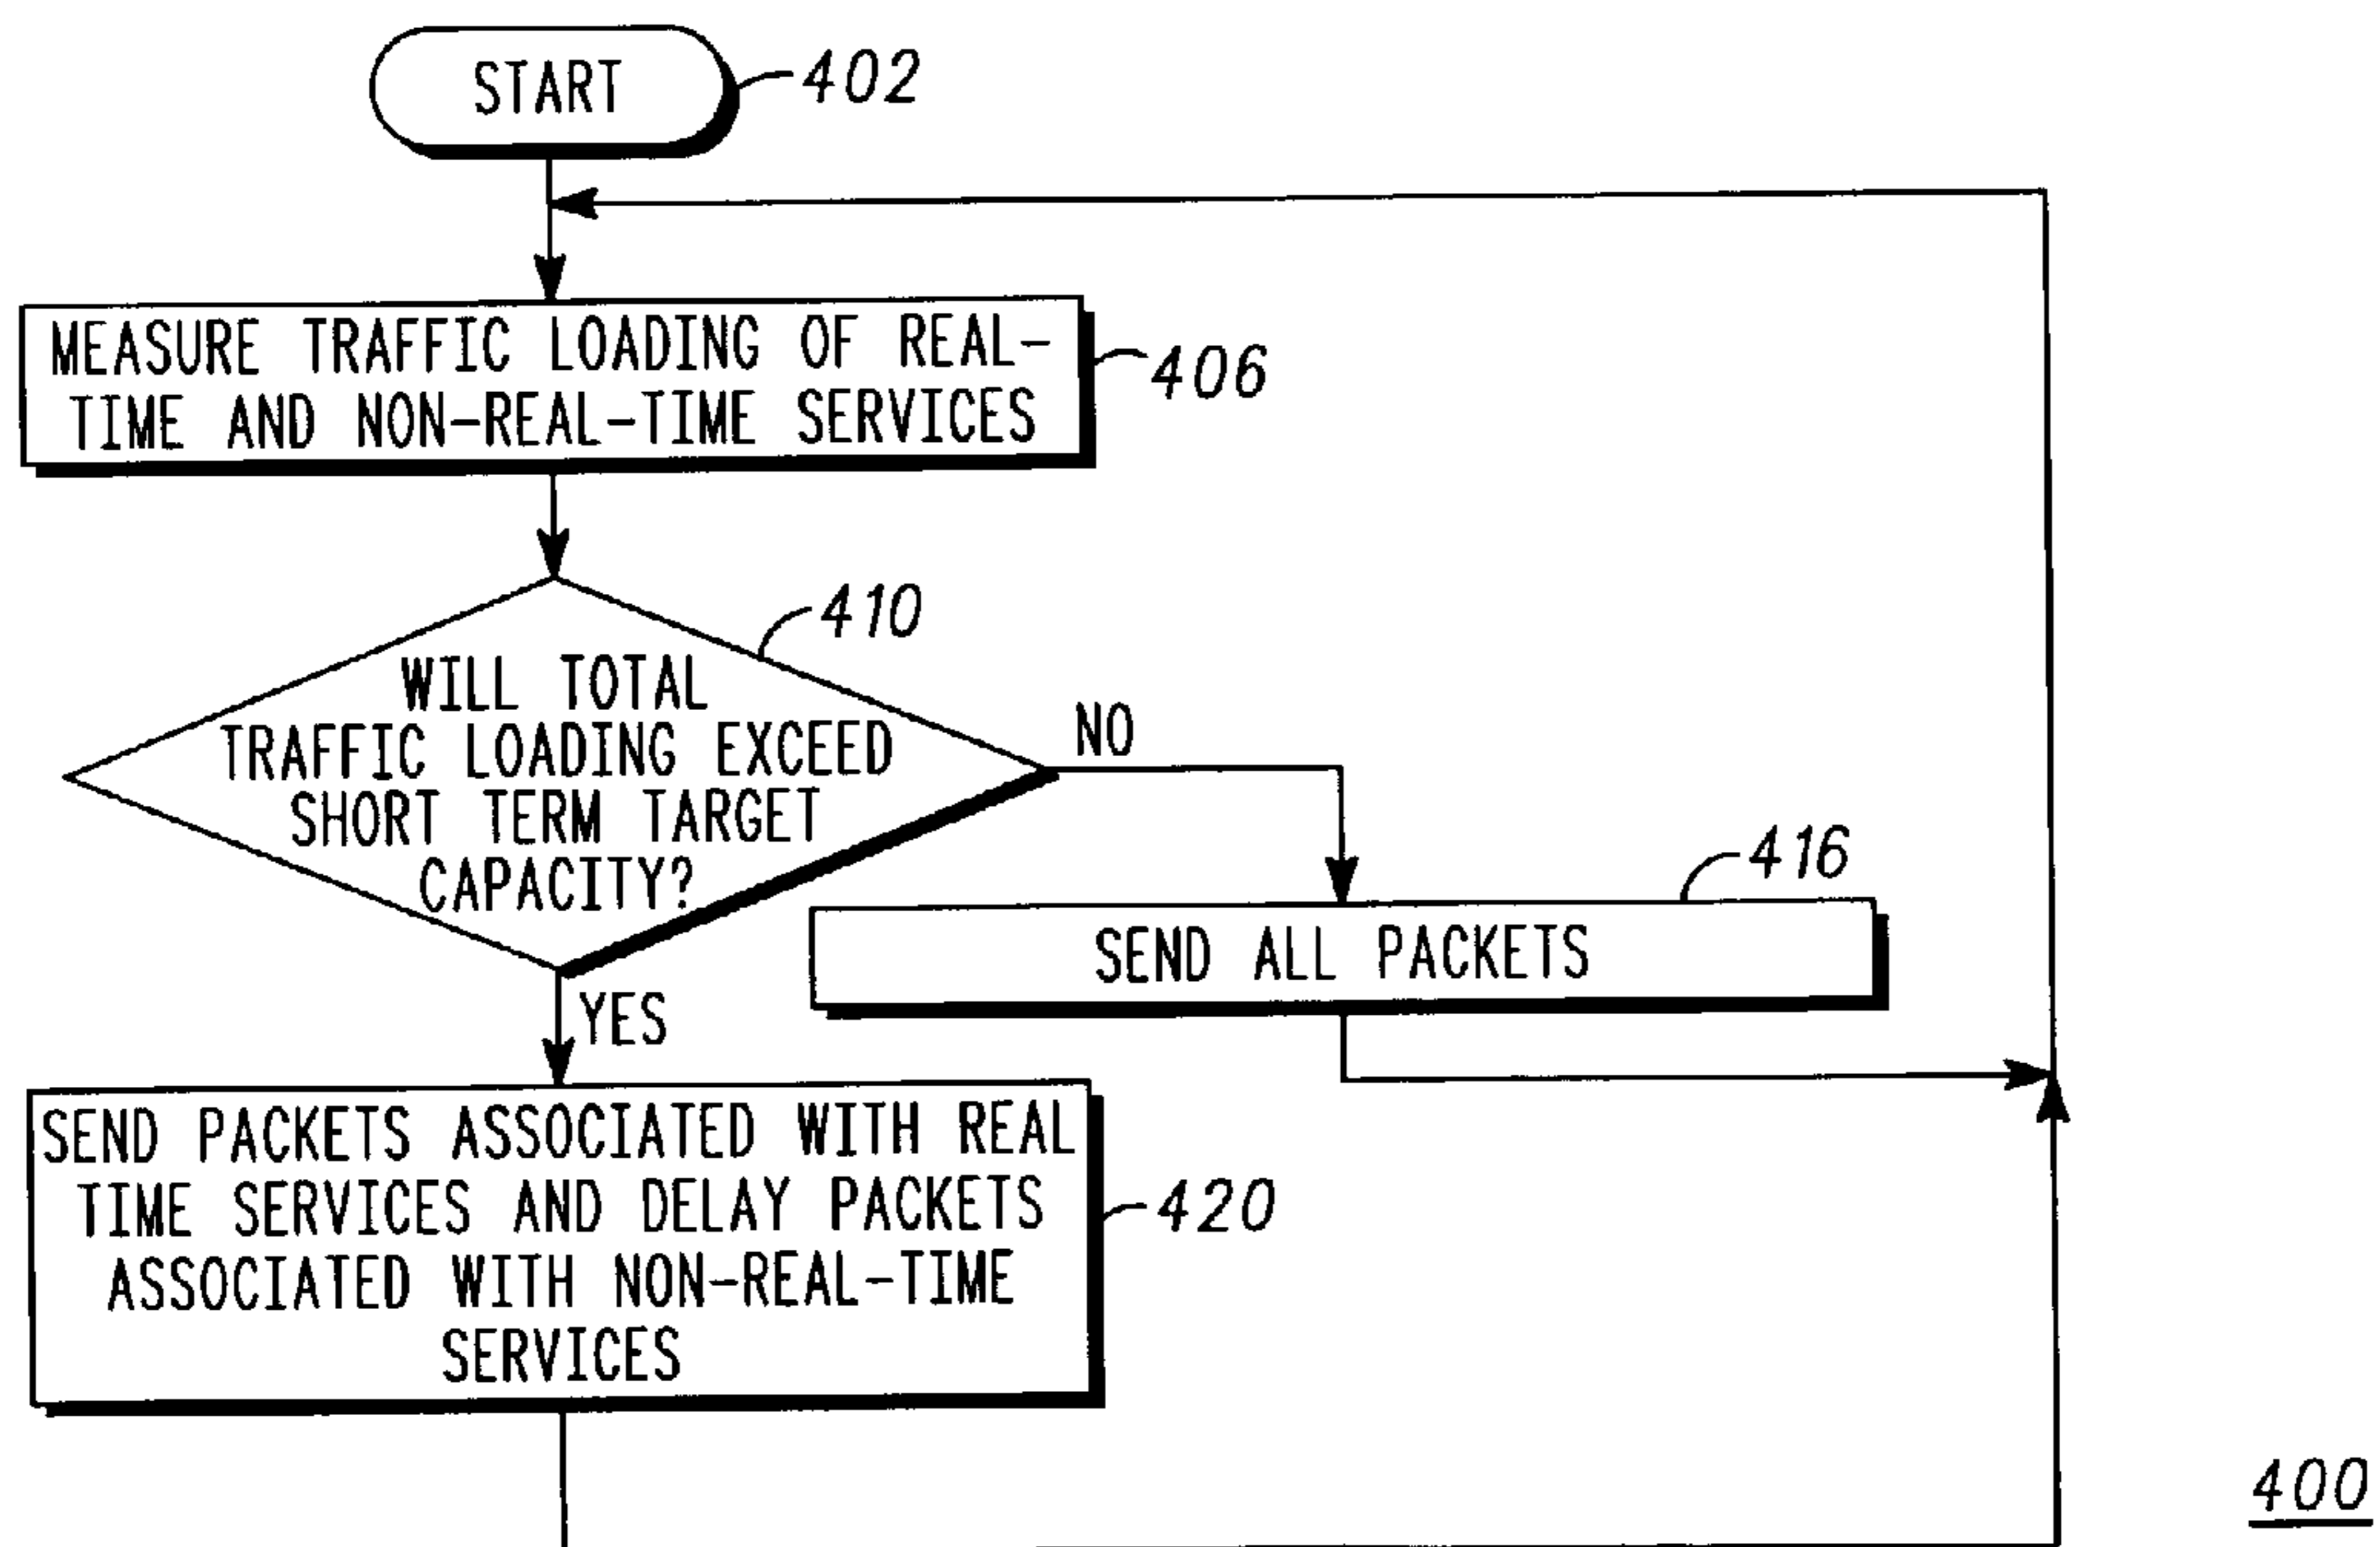 START
402
MEASURE TRAFFIC LOADING OF REAL-
TIME AND NON-REAL-TIME SERVICES
406
410
WILL TOTAL
TRAFFIC LOADING EXCEED
SHORT TERM TARGET
CAPACITY?
NO
416
SEND ALL PACKETS
YES
SEND PACKETS ASSOCIATED WITH REAL
TIME SERVICES AND DELAY PACKETS
ASSOCIATED WITH NON-REAL-TIME
SERVICES
420
400